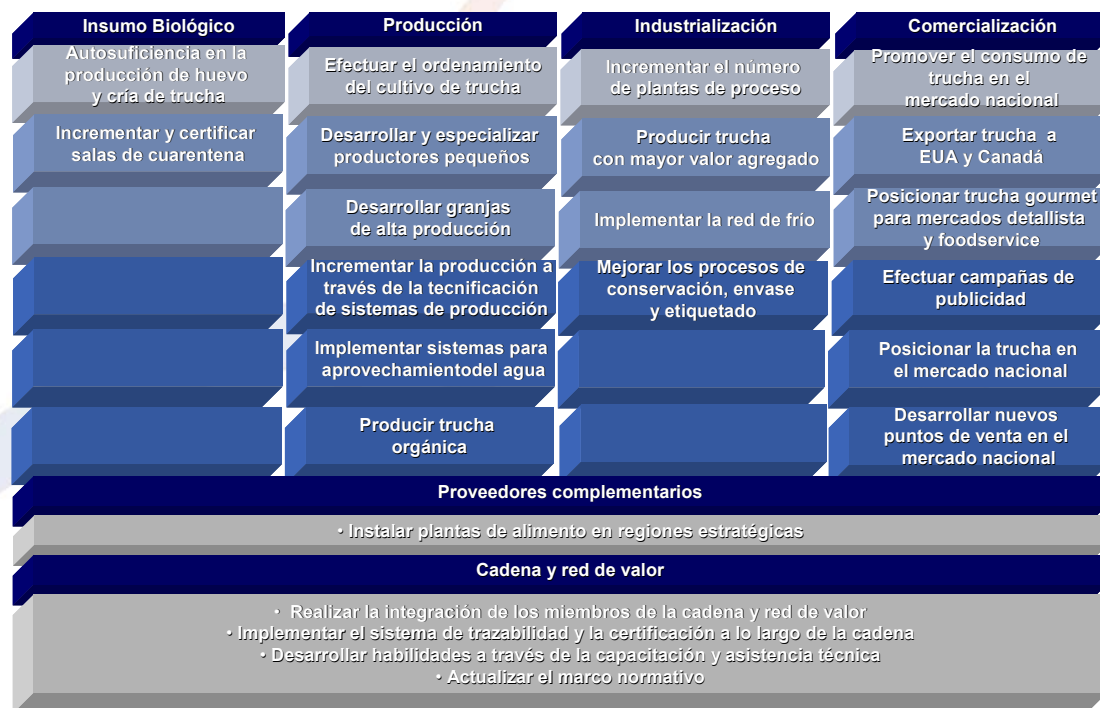 Insumo Biológico
Autosuficiencia en la
producción de huevo
y cría de trucha
Incrementar y certificar
salas de cuarentena
Producción
Efectuar el ordenamiento
del cultivo de trucha
Desarrollar y especializar
productores pequeños
Desarrollar granjas
de alta producción
Incrementar la producción a
través de la tecnificación
de sistemas de producción
Implementar sistemas para
aprovechamientodel agua
Producir trucha
orgánica
Industrialización
Incrementar el número
de plantas de proceso
Producir trucha
con mayor valor agregado
Implementar la red de frío
Mejorar los procesos de
conservación, envase
y etiquetado
Comercialización
Promover el consumo de
trucha en el
mercado nacional
Exportar trucha a
EUA y Canadá
Posicionar trucha gourmet
para mercados detallista
y foodservice
Efectuar campañas de
publicidad
Posicionar la trucha en
el mercado nacional
Desarrollar nuevos
puntos de venta en el
mercado nacional
Proveedores complementarios
• Instalar plantas de alimento en regiones estratégicas
Cadena y red de valor
• Realizar la integración de los miembros de la cadena y red de valor
• Implementar el sistema de trazabilidad y la certificación a lo largo de la cadena
• Desarrollar habilidades a través de la capacitación y asistencia técnica
• Actualizar el marco normativo